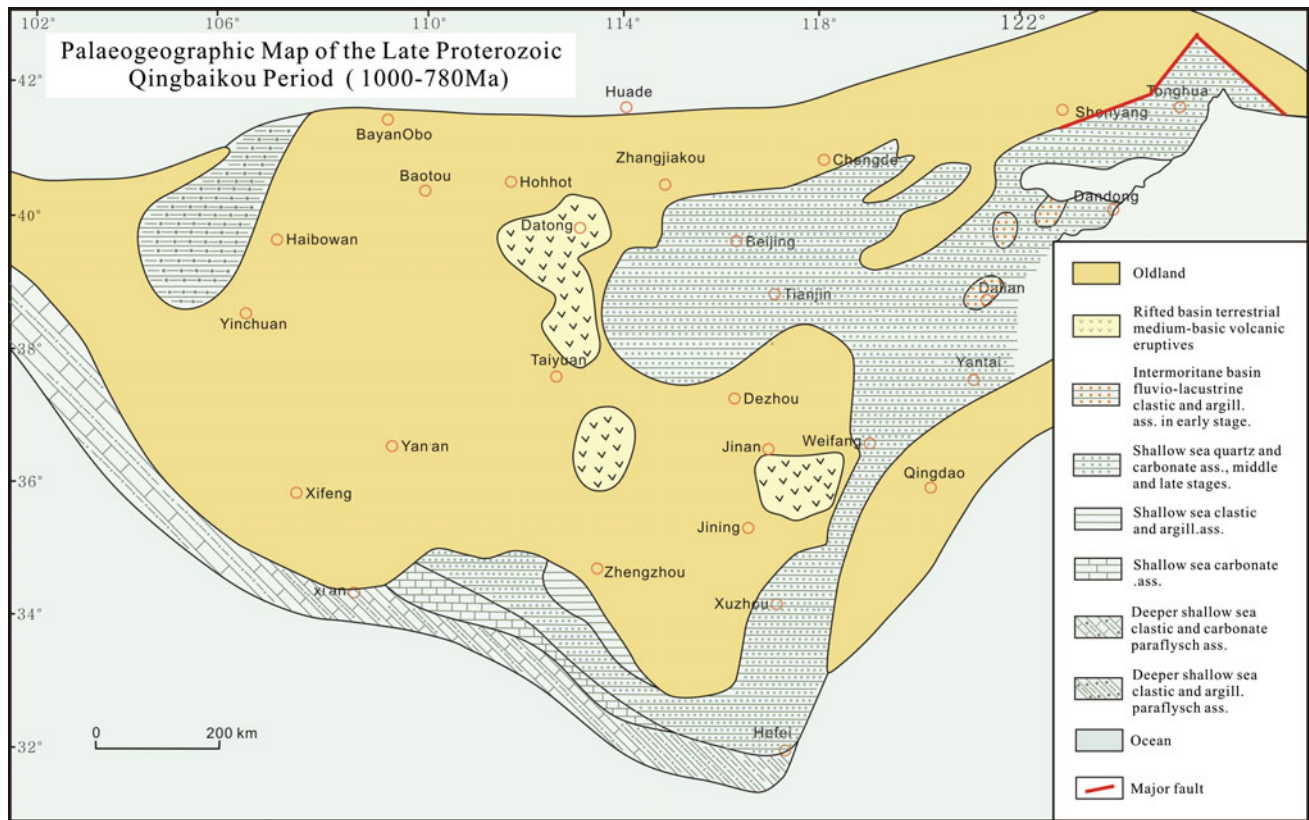 102°
106°
110°
114°
118°
122°
Palaeogeographic Map of the Late Proterozoic
Qingbaikou Period ( 1000-780Ma)
42°
40°
38°
36°
34°
32°
Huade
BayanObo
Zhangjiakou
Baotou
Hohhot
Chengde
Shenyang
Tonghua
Dandong
Datong
Beijing
Haibowan
Tianjin
Dalian
Yinchuan
Taiyuan
Yantai
Dezhou
Yan an
Jinan
Weifang
Qingdao
Xifeng
Jining
Zhengzhou
xi an
Xuzhou
Hefei
0
200 km
Oldland
Rifted basin terrestrial
medium-basic volcanic
eruptives
Intermoritane basin
fluvio-lacustrine
clastic and argill.
ass. in early stage.
Shallow sea quartz and
carbonate ass., middle
and late stages.
Shallow sea clastic
and argill.ass.
Shallow sea carbonate
.ass.
Deeper shallow sea
clastic and carbonate
paraflysch ass.
Deeper shallow sea
clastic and argill.
paraflysch ass.
Ocean
Major fault